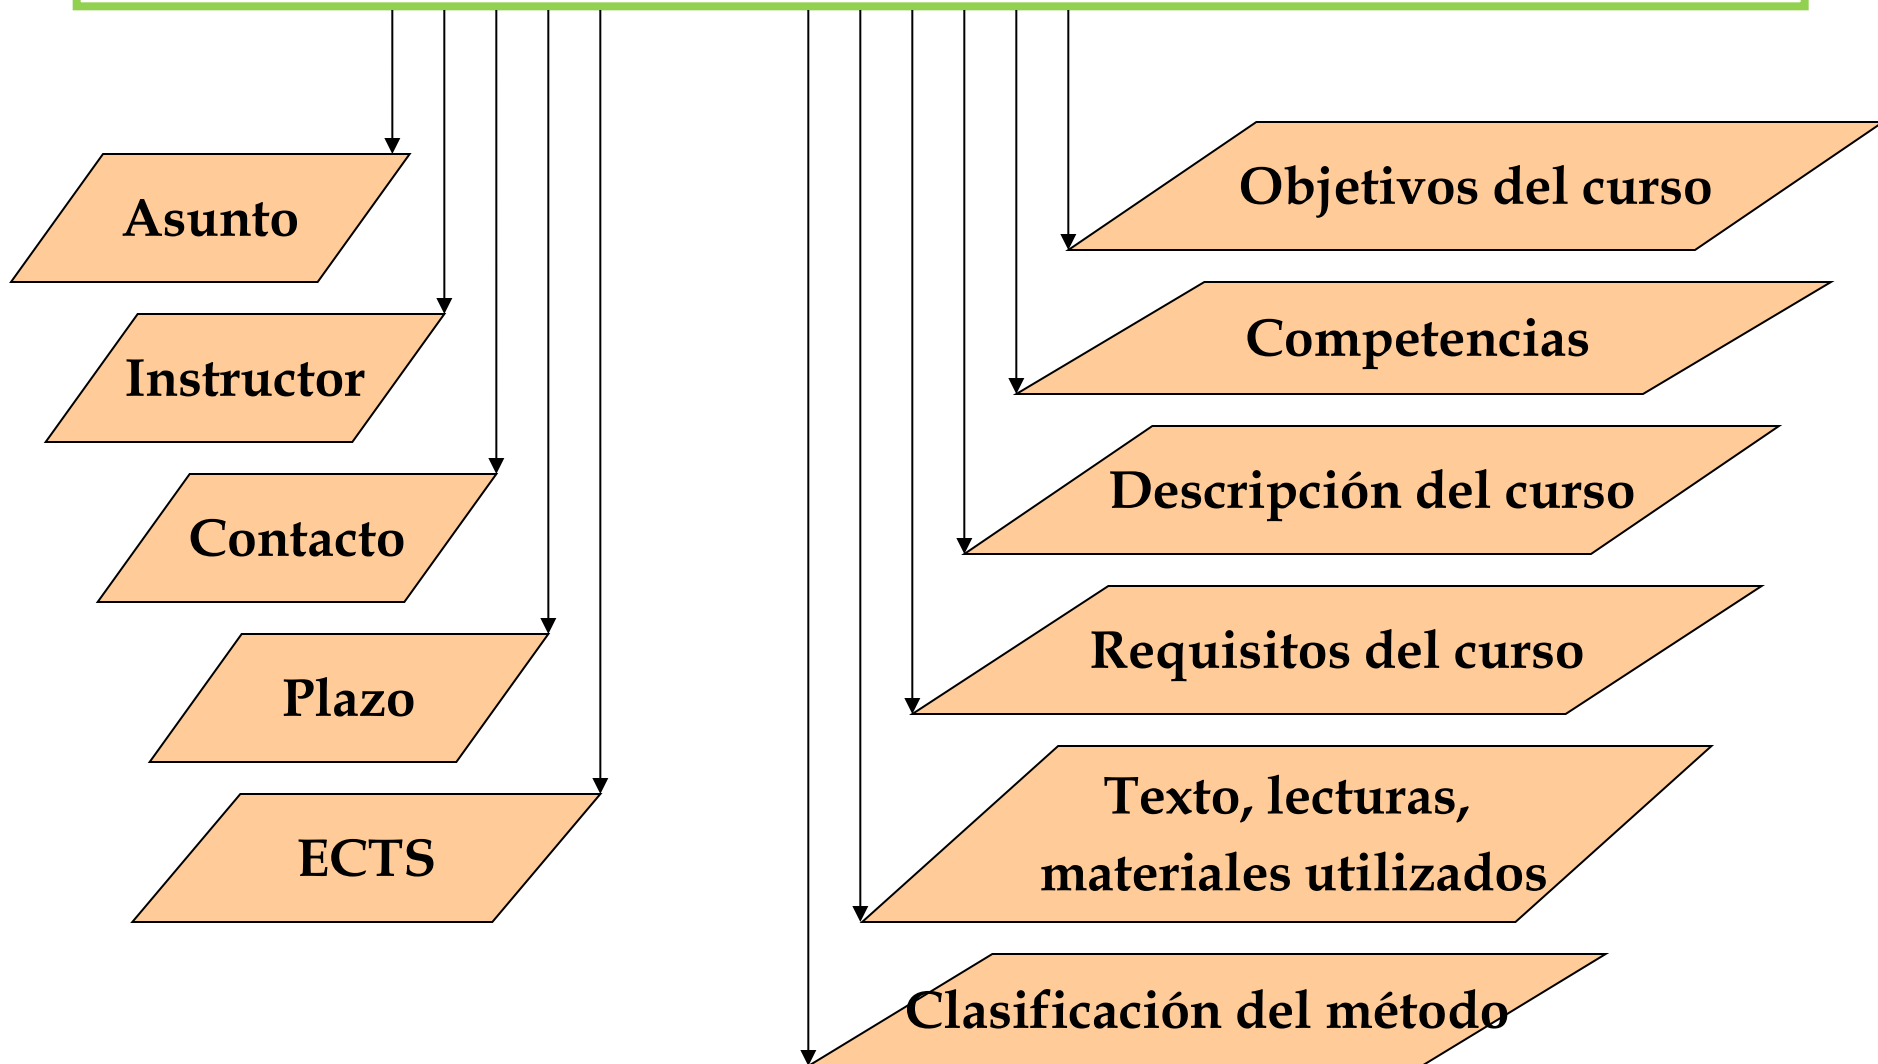 Asunto
Instructor
Contacto
Plazo
ECTS
Objetivos del curso
Competencias
Descripción del curso
Requisitos del curso
Texto, lecturas,
materiales utilizados
Clasificación del método